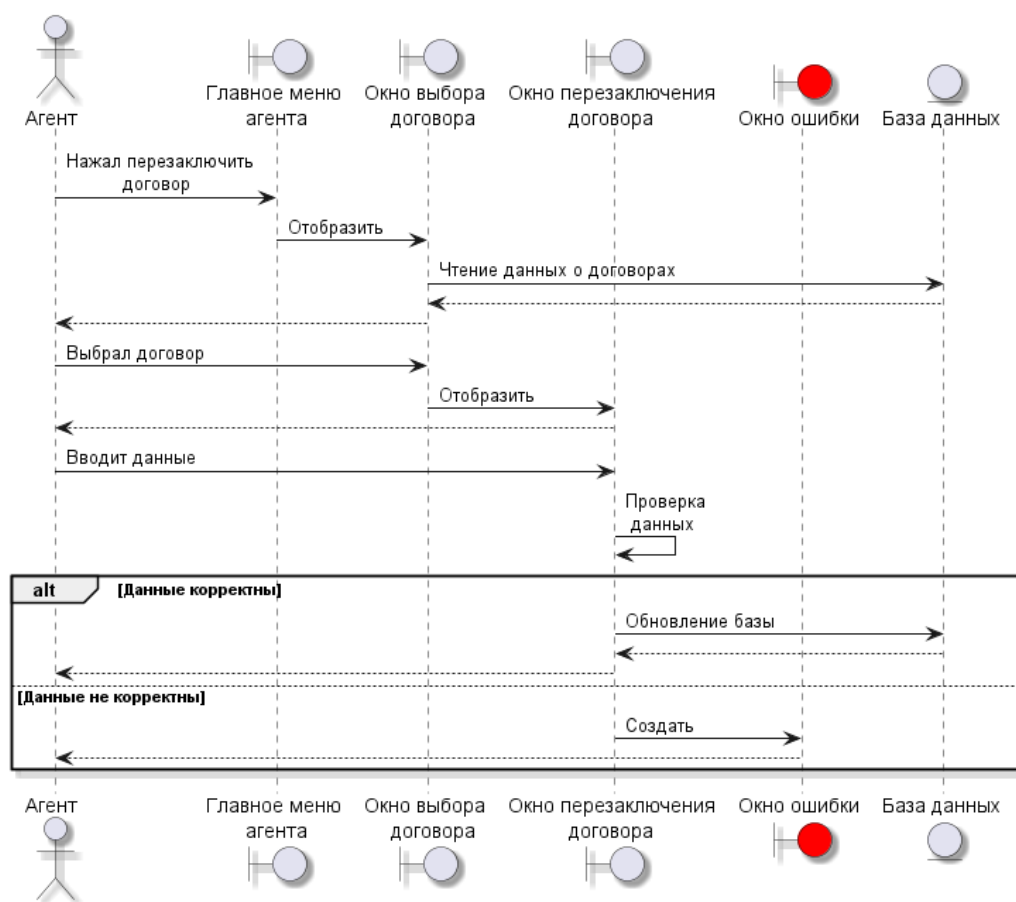 Агент
Главное меню
агента
Окно выбора
договора
Окно перезаключения
договора
Окно ошибки
База данных
Нажал перезаключить
договор
Отобразить
Чтение данных о договорах
Выбрал договор
Отобразить
Вводит данные
Проверка
данных
alt
[Данные корректны]
Обновление базы
[Данные не корректны]
Создать
Агент
Главное меню
агента
Окно выбора
договора
Окно перезаключения
договора
Окно ошибки
База данных